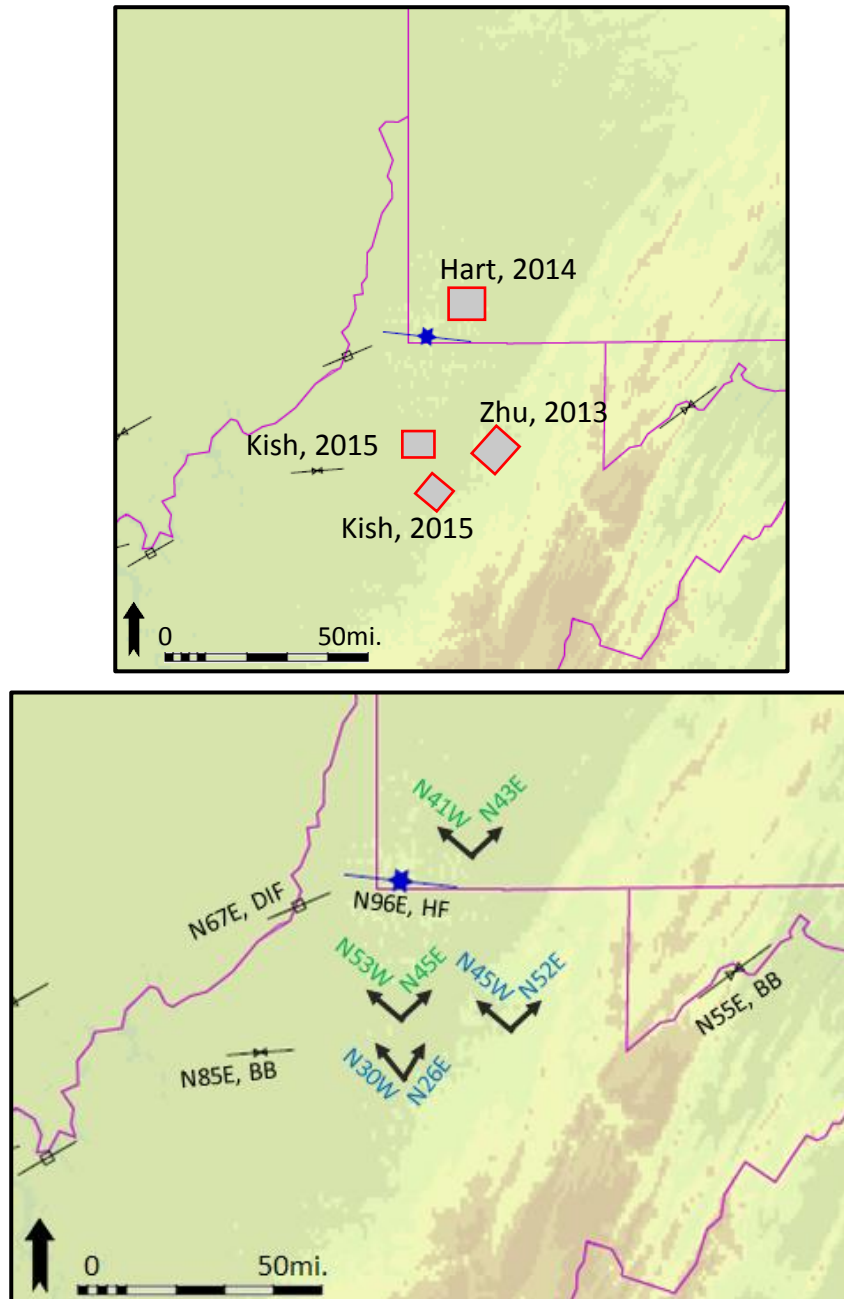 Hart, 2014
Zhu, 2013
Kish, 2015
Kish, 2015
0 50mi.
N41W N43E
N67E, DIF
N96E, HF
N53W N45E
N45W N52E
N55E, BB
N85E, BB
N30W N26E
0 50mi.